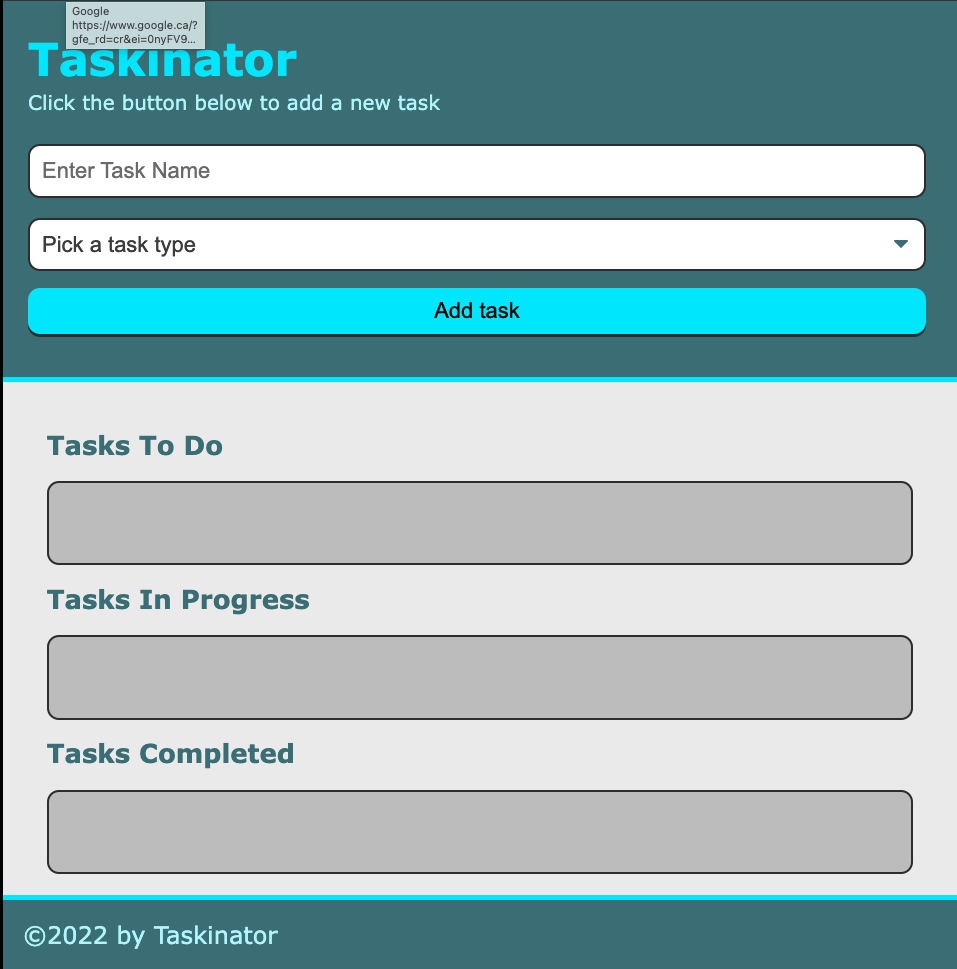 Google
https://www.google.ca/?
gfe_rd=cr&ei=0nyFV9...
Taskinator
Click the button below to add a new task
Enter Task Name
Pick a task type
Add task
Tasks To Do
Tasks In Progress
Tasks Completed
©2022 by Taskinator